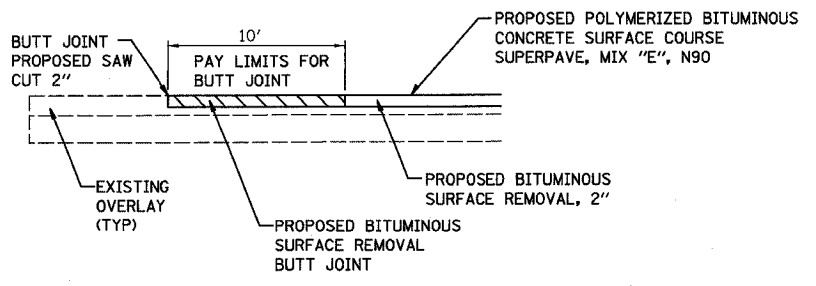 BUTT JOINT
PROPOSED SAW
CUT 2"
10'
PAY LIMITS FOR
BUTT JOINT
PROPOSED POLYMERIZED BITUMINOUS
CONCRETE SURFACE COURSE
SUPERPAVE, MIX "E", N90
EXISTING
OVERLAY
(TYP)
PROPOSED BITUMINOUS
SURFACE REMOVAL
BUTT JOINT
PROPOSED BITUMINOUS
SURFACE REMOVAL, 2"